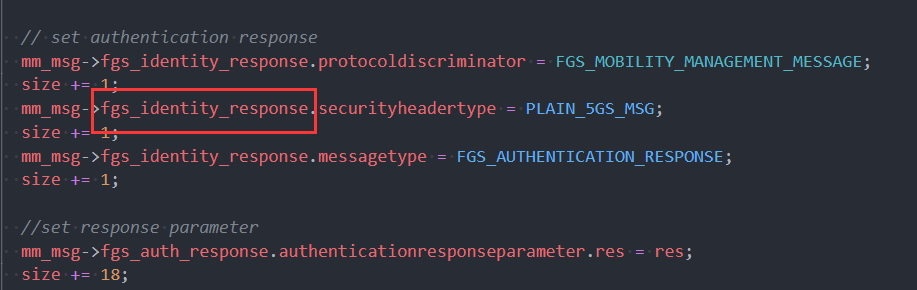 // set authentication response
mm_msg->fgs_identity_response.protocoldiscriminator = FGS_MOBILITY_MANAGEMENT_MESSAGE;
size += 1;
mm_msg->fgs_identity_response.securityheadertype = PLAIN_5GS_MSG;
size += 1;
mm_msg->fgs_identity_response.messagetype = FGS_AUTHENTICATION_RESPONSE;
size += 1;
//set response parameter
mm_msg->fgs_auth_response.authenticationresponseparameter.res = res;
size += 18;